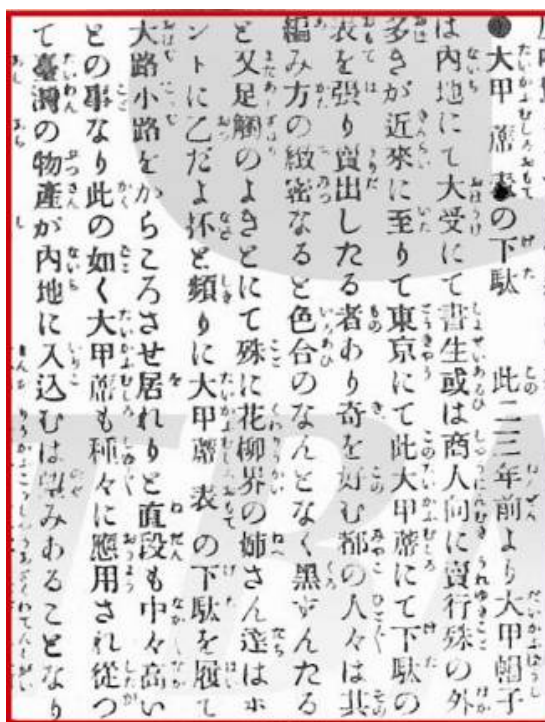 ●大甲蓆表の下駄　此二三年前より大甲帽子
は內地にて大受にて書生或は商人向に賣行殊の外
多きが近來に至りて東京にて此大甲蓆にて下駄の
表を張り賣出したる者あり奇を好む都の人々は其
編み方の緻密なると色合のなんとなく黑ずんたる
と又足觸のよきとにて殊に花柳界の姉さん達はホ
ントに乙だよ抔と頻りに大甲蓆表の下駄を履て
大路小路をからころさせ居れりと直段も中々高い
との事なり此の如く大甲蓆も種々に應用され從つ
て臺灣の物產が內地に入込むは望みあることなり